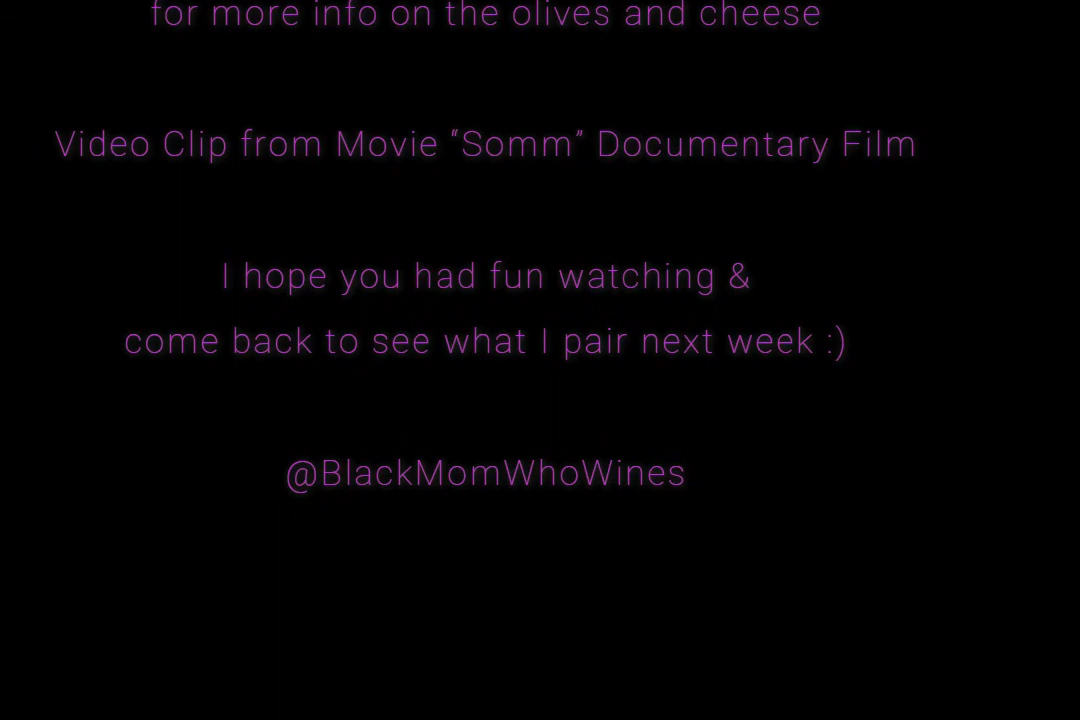 for more info on the olives and cheese
Video Clip from Movie “Somm” Documentary Film
I hope you had fun watching &
come back to see what I pair next week :)
@BlackMomWhoWines